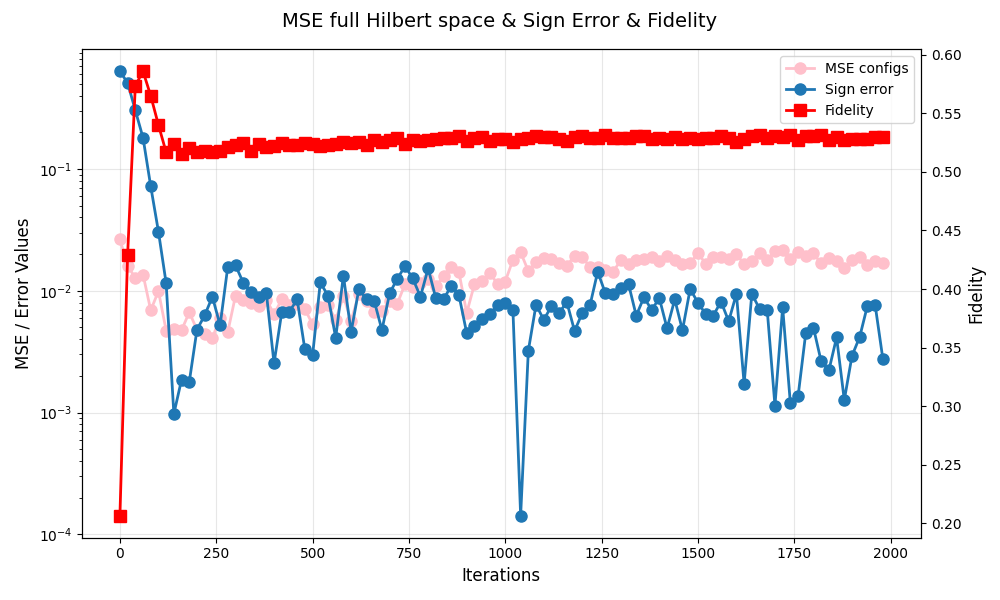 MSE full Hilbert space & Sign Error & Fidelity
MSE configs
Sign error
Fidelity
MSE / Error Values
10⁻¹
10⁻²
10⁻³
10⁻⁴
0.60
0.55
0.50
0.45
0.40
0.35
0.30
0.25
0.20
Fidelity
0 250 500 750 1000 1250 1500 1750 2000
Iterations